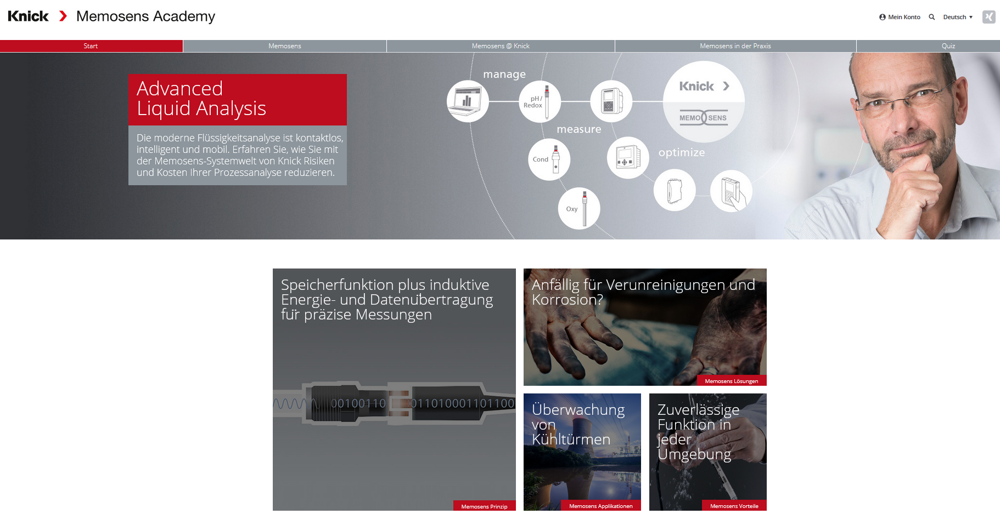 Knick > Memosens Academy
Mein Konto
Deutsch
Start
Memosens
Memosens @ Knick
Memosens in der Praxis
Quiz
Advanced
Liquid Analysis
Die moderne Flüssigkeitsanalyse ist kontaktlos,
intelligent und mobil. Erfahren Sie, wie Sie mit
der Memosens-Systemwelt von Knick Risiken
und Kosten Ihrer Prozessanalyse reduzieren.
manage
pH /
Redox
Knick >
MEMOSENS
measure
Cond
optimize
Oxy
Speicherfunktion plus induktive
Energie- und Datenübertragung
für präzise Messungen
00100110
0110100011011​00
Memosens Prinzip
Anfällig für Verunreinigungen und
Korrosion?
Memosens Lösungen
Überwachung
von
Kühltürmen
Memosens Applikationen
Zuverlässige
Funktion in
jeder
Umgebung
Memosens Vorteile